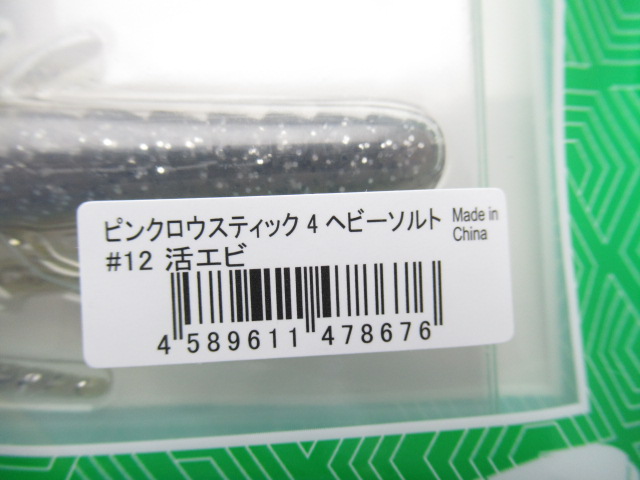 ピンクロウスティック 4 ヘビーソルト
Made in
China
#12 活エビ
4 589611 478676